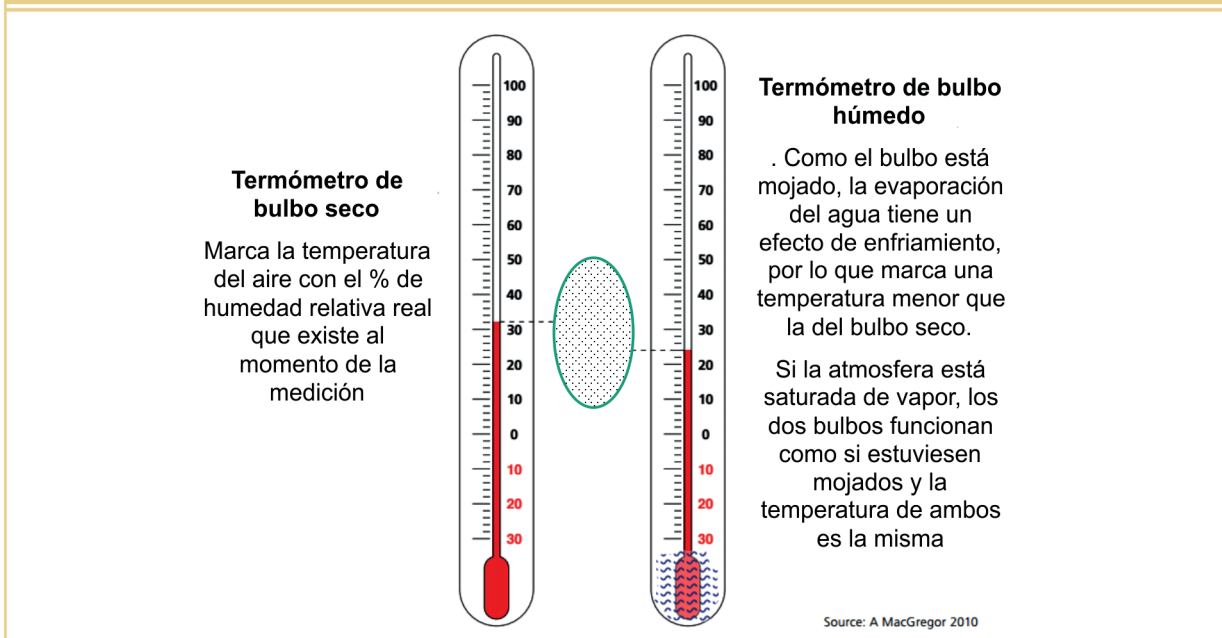 Termómetro de
bulbo seco
Marca la temperatura
del aire con el % de
humedad relativa real
que existe al
momento de la
medición
100
90
80
70
60
50
40
30
20
10
0
10
20
30
100
90
80
70
60
50
40
30
20
10
0
10
20
30
Termómetro de bulbo
húmedo
. Como el bulbo está
mojado, la evaporación
del agua tiene un
efecto de enfriamiento,
por lo que marca una
temperatura menor que
la del bulbo seco.
Si la atmosfera está
saturada de vapor, los
dos bulbos funcionan
como si estuviesen
mojados y la
temperatura de ambos
es la misma
Source: A MacGregor 2010